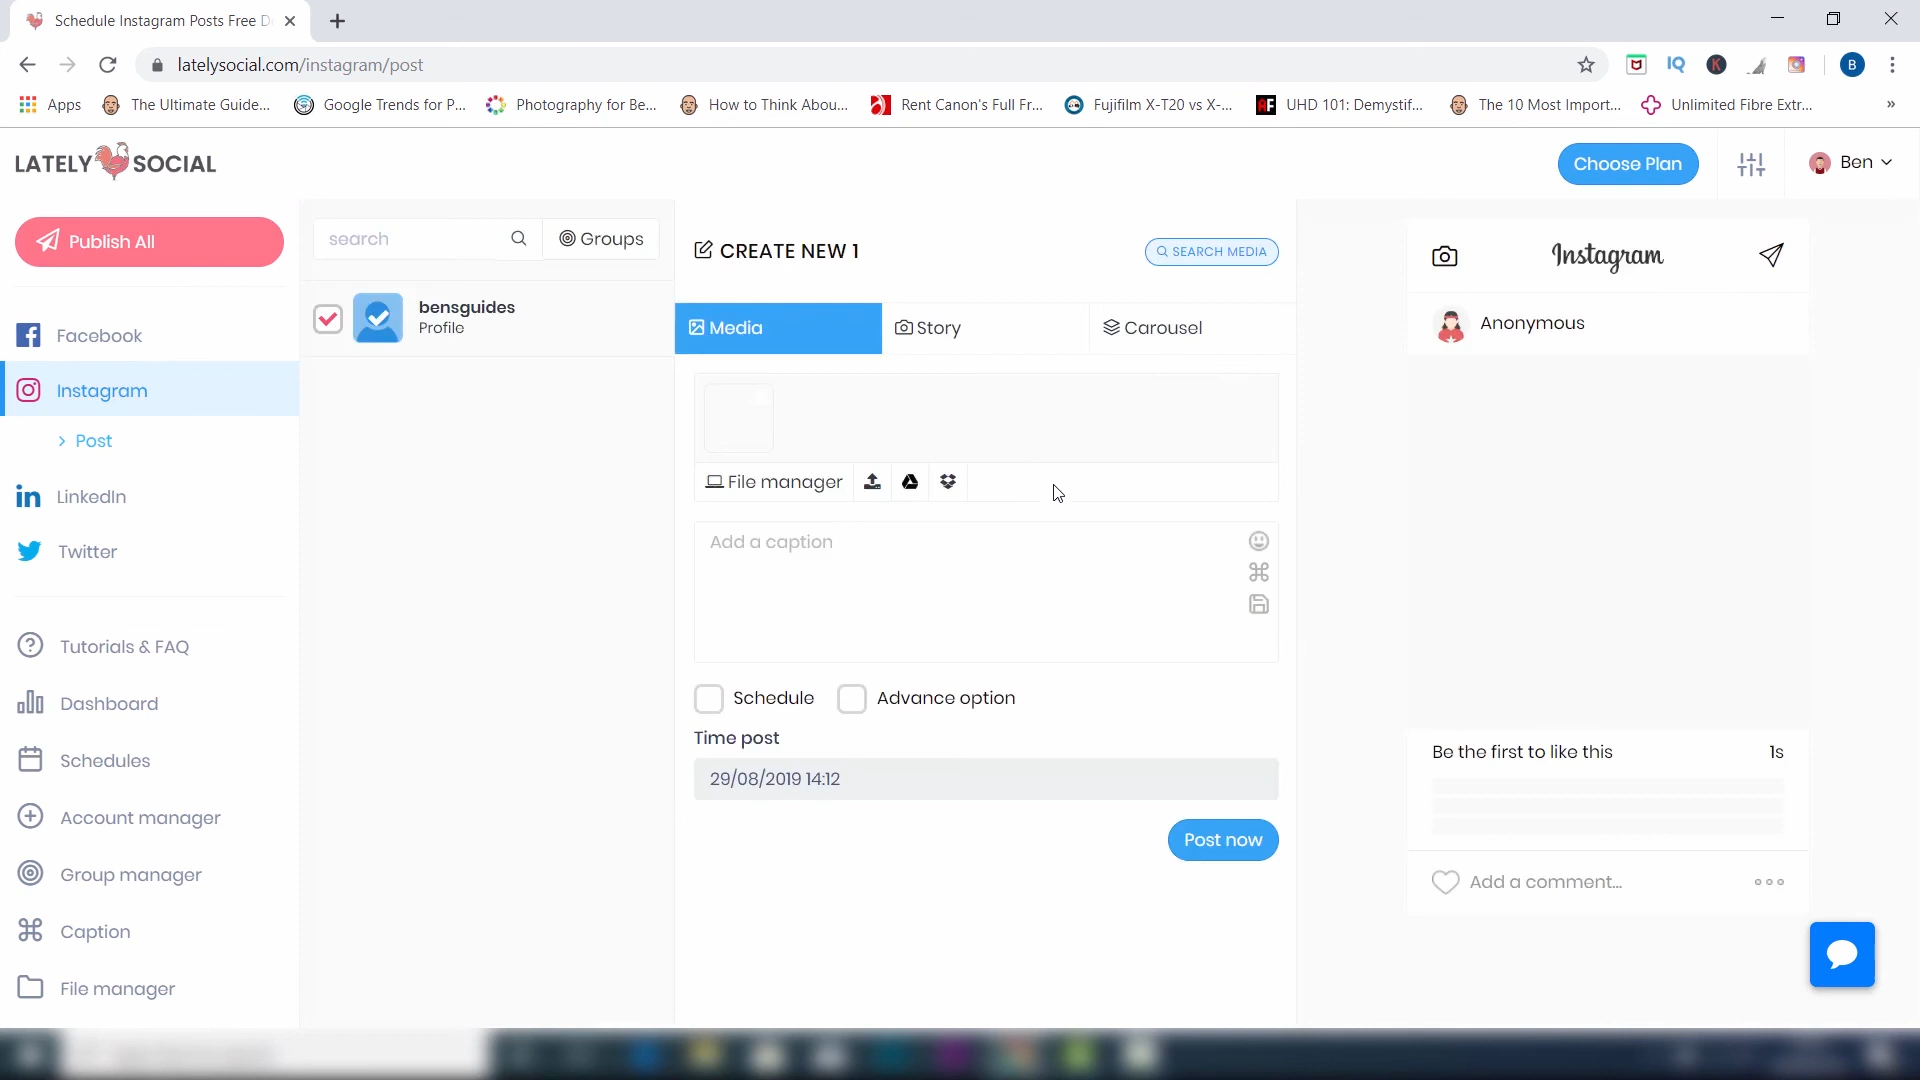 Schedule Instagram Posts Free D
latelysocial.com/instagram/post
IQ
K
B
Apps
The Ultimate Guide...
Google Trends for P...
Photography for Be...
How to Think Abou...
Rent Canon's Full Fr...
Fujifilm X-T20 vs X-...
UHD 101: Demystif...
The 10 Most Import...
Unlimited Fibre Extr...
LATELY SOCIAL
Choose Plan
Ben
Publish All
search
Groups
CREATE NEW 1
SEARCH MEDIA
Instagram
bensguides
Profile
Media
Story
Carousel
Anonymous
Facebook
Instagram
Post
LinkedIn
Twitter
File manager
Add a caption
Schedule
Advance option
Time post
29/08/2019 14:12
Post now
Be the first to like this
1s
Add a comment...
Tutorials & FAQ
Dashboard
Schedules
Account manager
Group manager
Caption
File manager